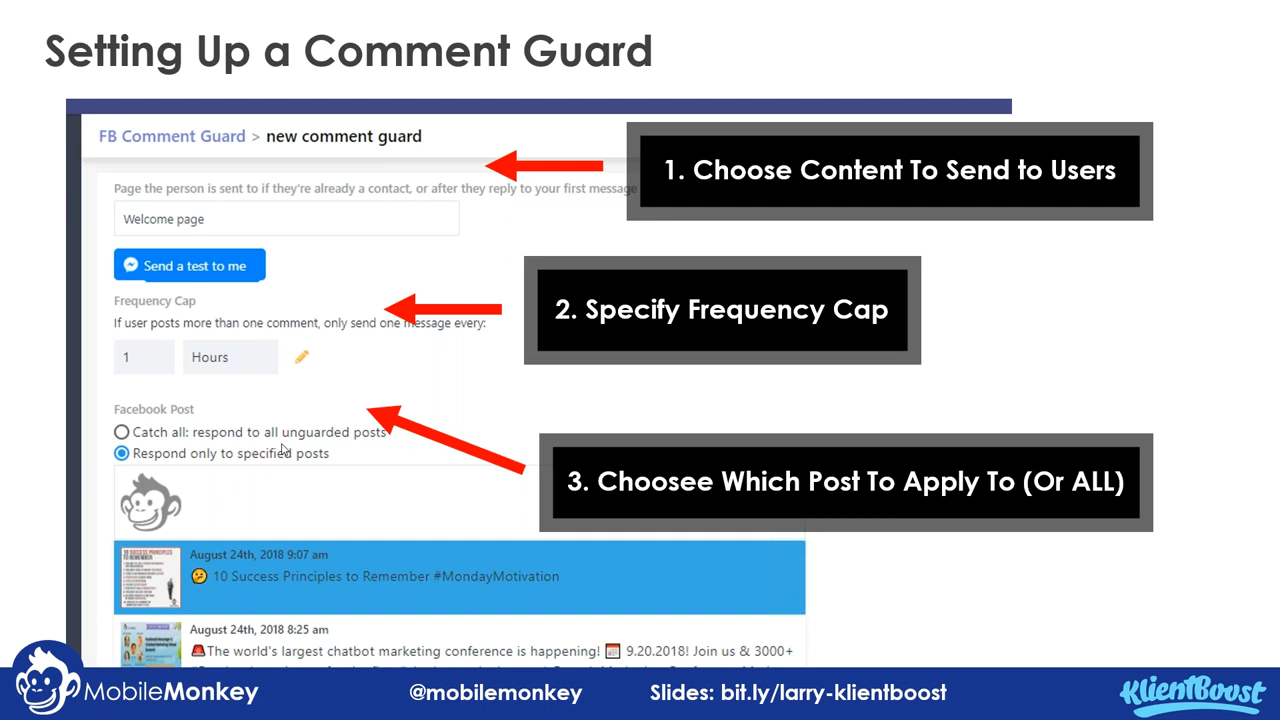 Setting Up a Comment Guard
FB Comment Guard > new comment guard
1. Choose Content To Send to Users
Page the person is sent to if they're already a contact, or after they reply to your first message
Welcome page
Send a test to me
Frequency Cap
2. Specify Frequency Cap
If user posts more than one comment, only send one message every:
1 Hours
Facebook Post
Catch all: respond to all unguarded posts
Respond only to specified posts
3. Choosee Which Post To Apply To (Or ALL)
August 24th, 2018 9:07 am
10 Success Principles to Remember #MondayMotivation
August 24th, 2018 8:25 am
The world's largest chatbot marketing conference is happening! 9.20.2018! Join us & 3000+
MobileMonkey @mobilemonkey Slides: bit.ly/larry-klientboost KlientBoost